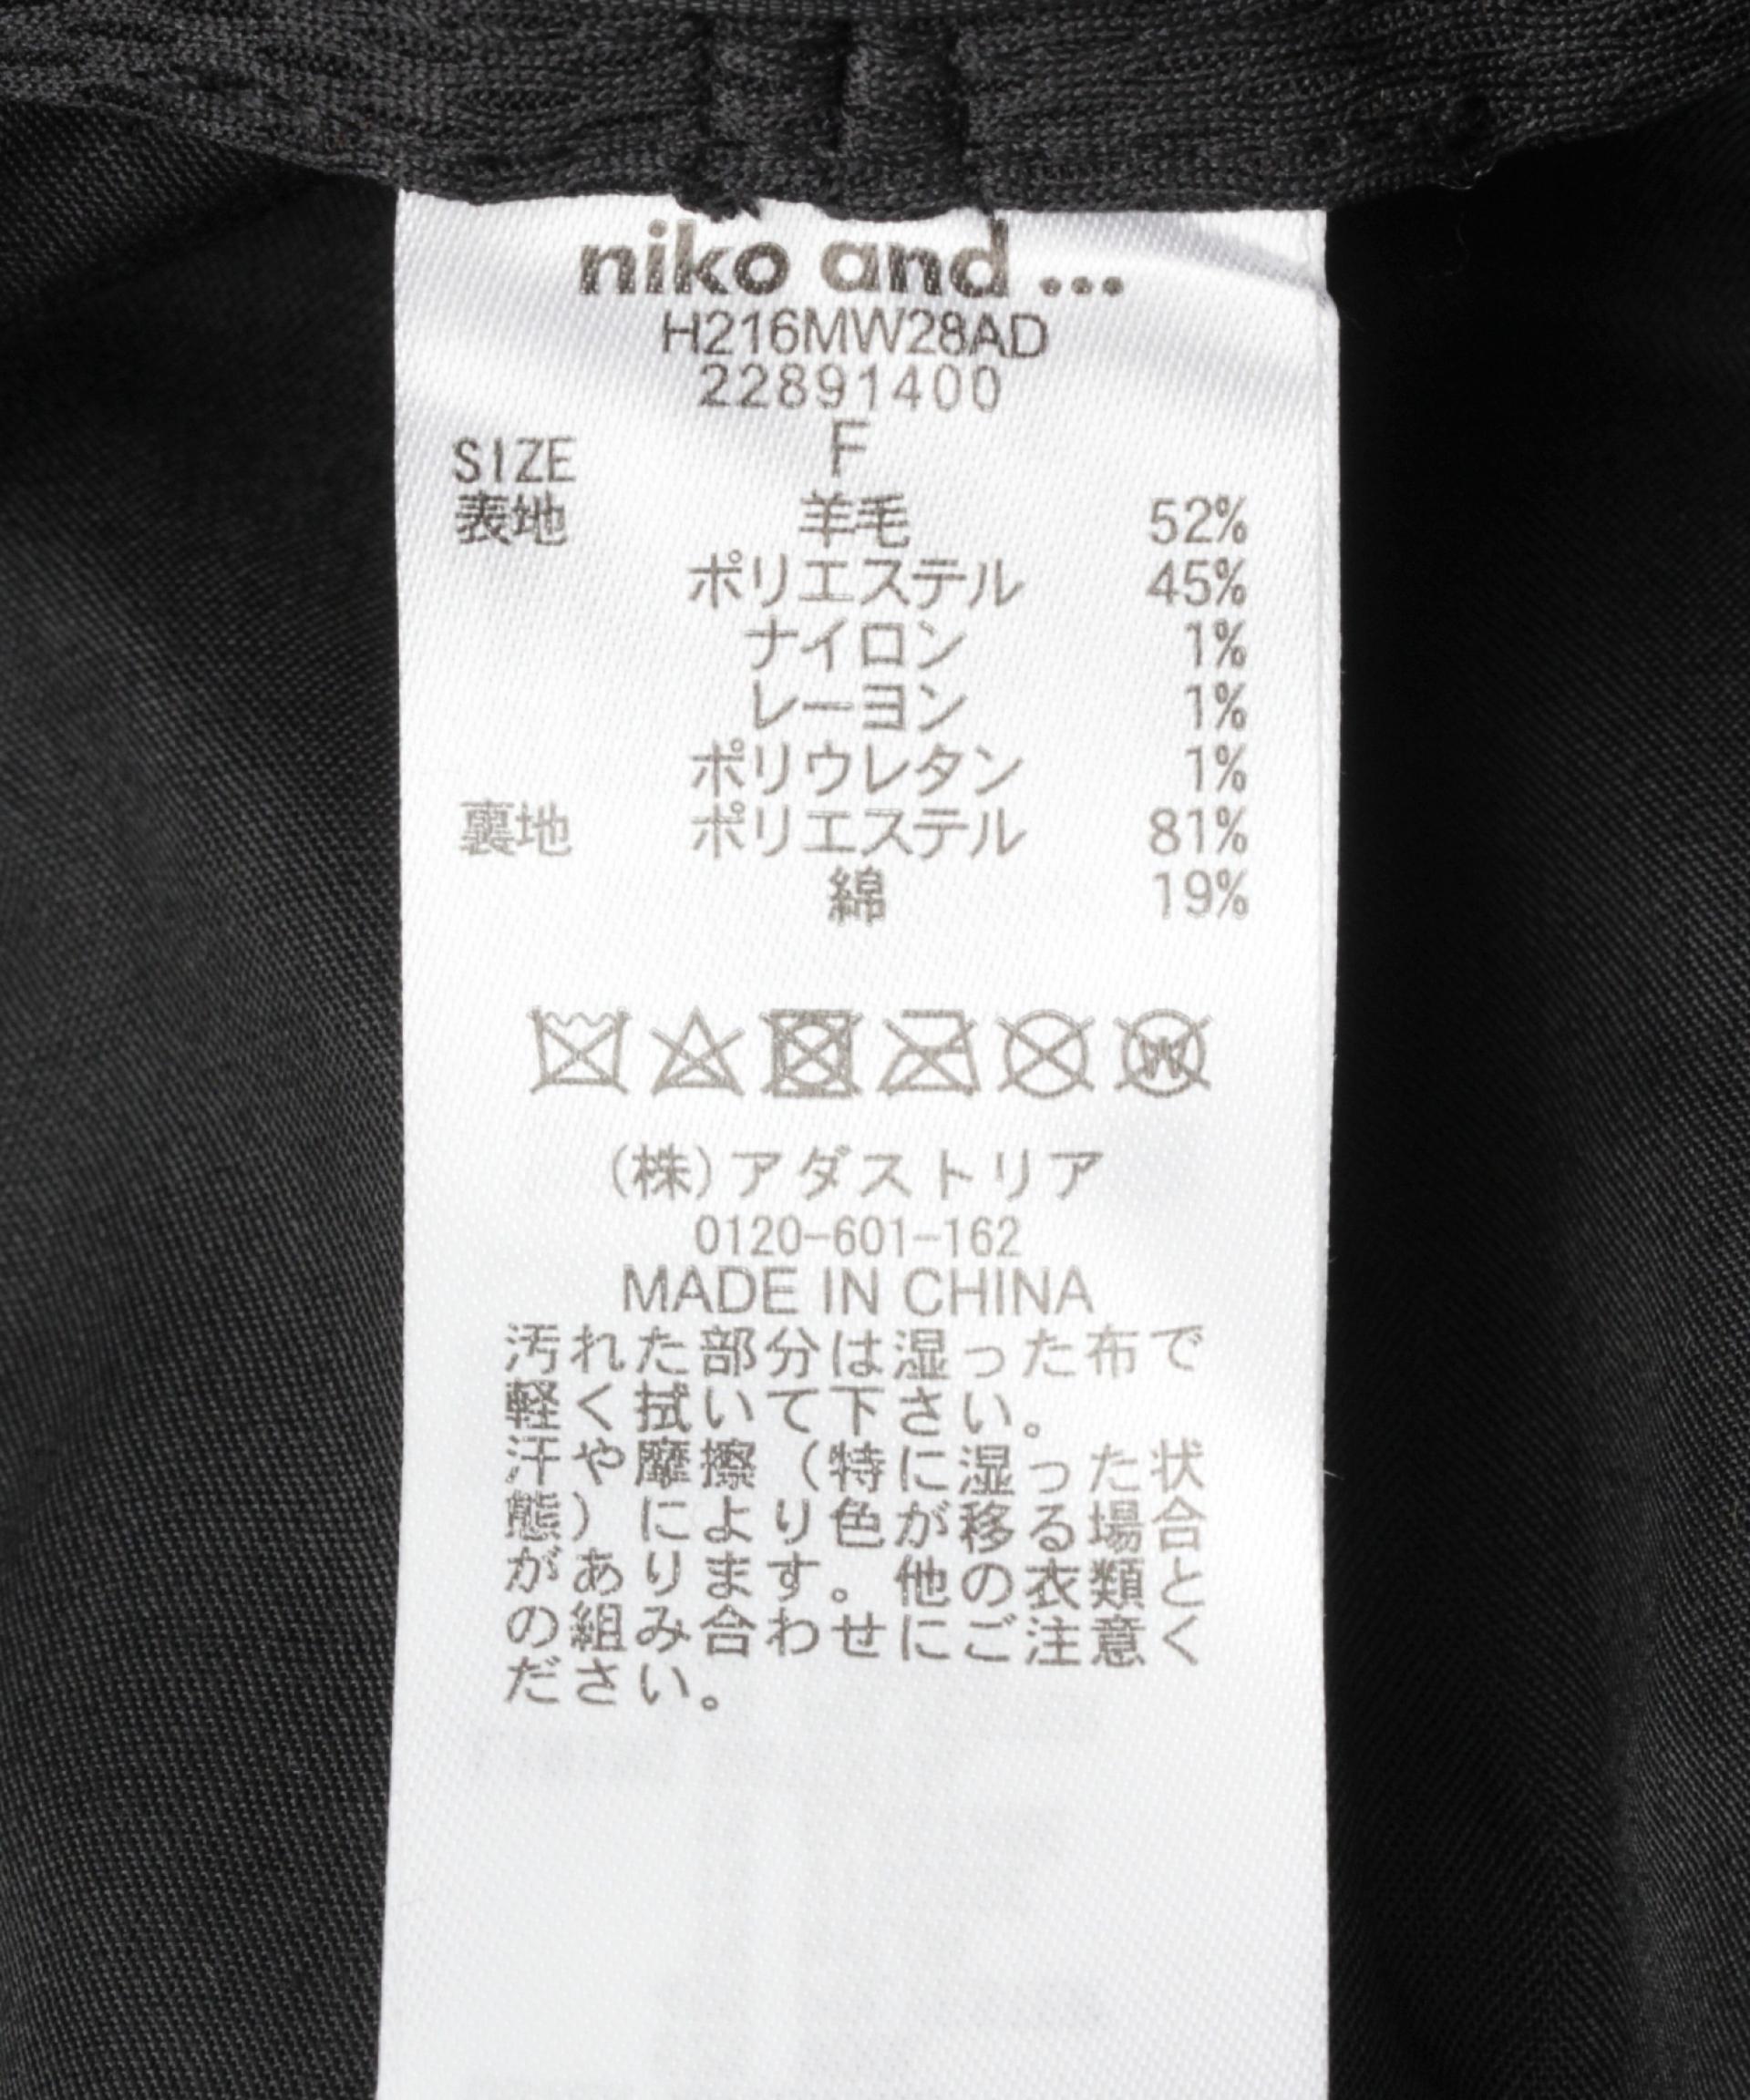 niko and ...
H216MW28AD
22891400
SIZE F
表地 羊毛 52%
ポリエステル 45%
ナイロン 1%
レーヨン 1%
ポリウレタン 1%
裏地 ポリエステル 81%
綿 19%
W
(株)アダストリア
0120-601-162
MADE IN CHINA
汚れた部分は湿った布で
軽く拭いて下さい。
汗や摩擦（特に湿った状
態）により色が移る場合
があります。他の衣類と
の組み合わせにご注意く
ださい。